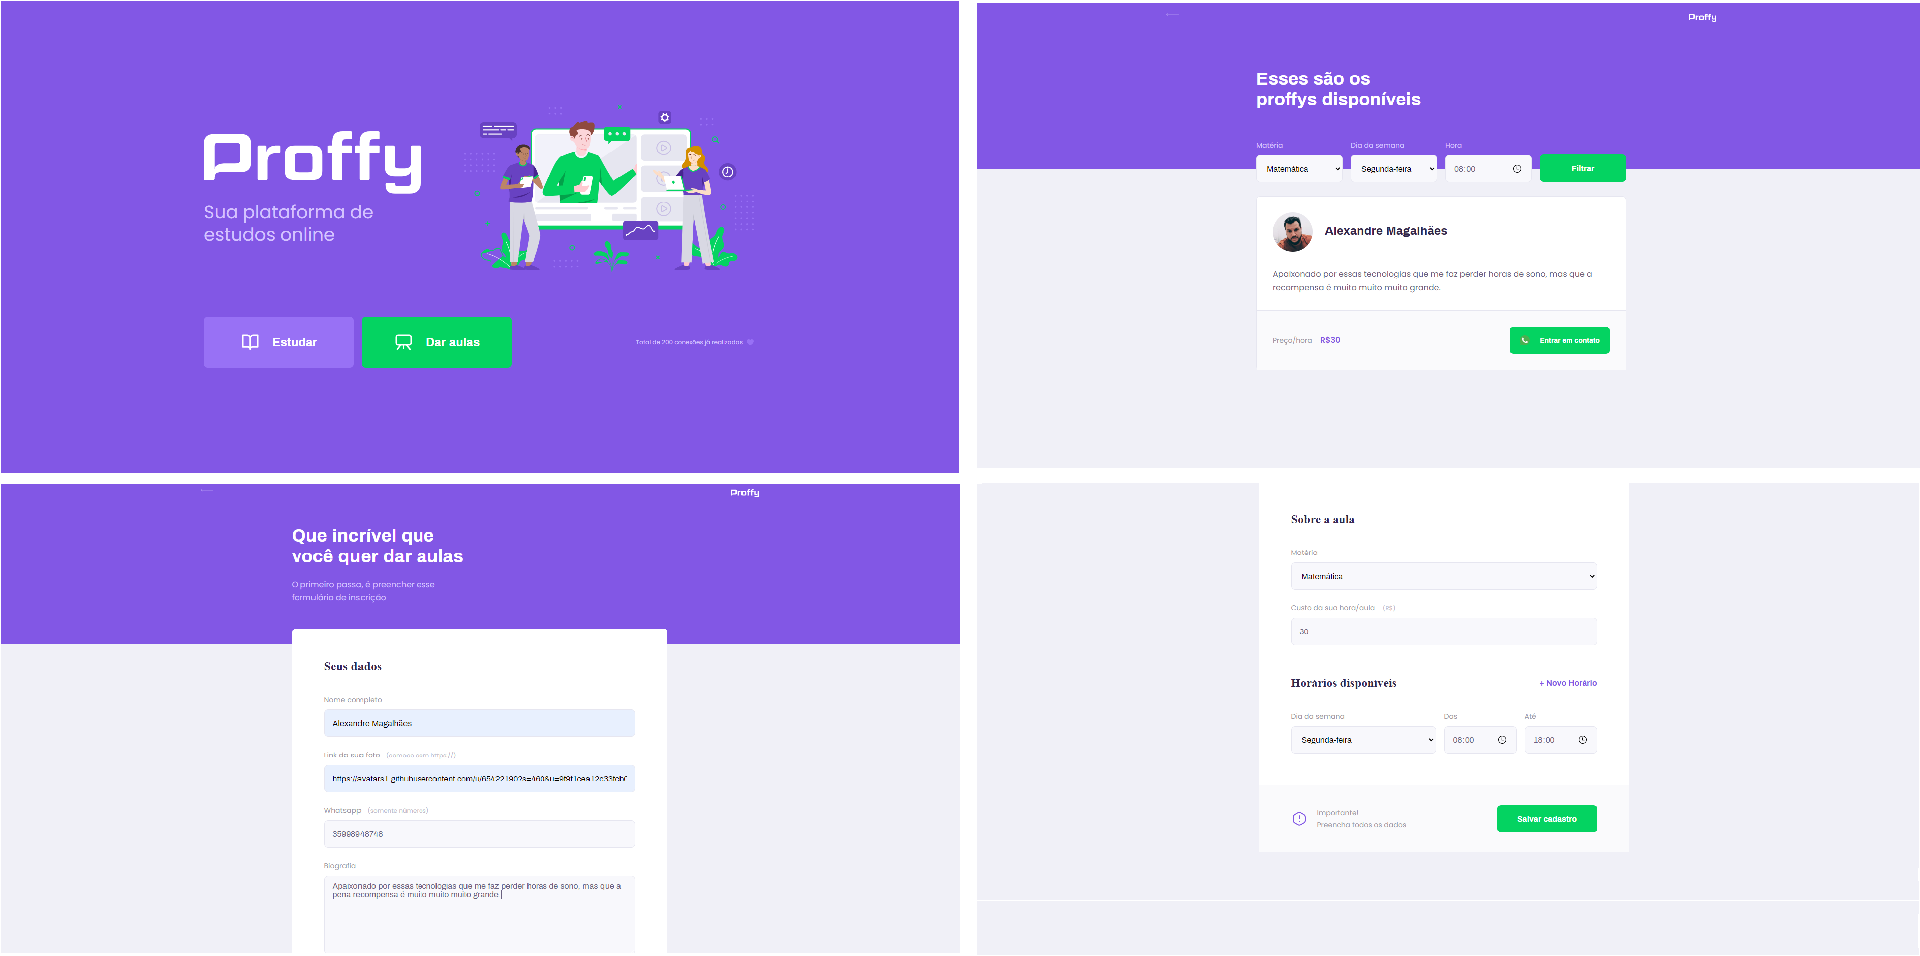 Proffy
Sua plataforma de
estudos online
Estudar
Dar aulas
Total de 200 conexões já realizadas
Proffy
Esses são os
proffys disponíveis
Matéria
Dia da semana
Hora
Matemática
Segunda-feira
08:00
Filtrar
Alexandre Magalhães
Apaixonado por essas tecnologias que me faz perder horas de sono, mas que a
recompensa é muito muito muito grande.
Preço/hora
R$30
Entrar em contato
Proffy
Que incrível que
você quer dar aulas
O primeiro passo, é preencher esse
formulário de inscrição
Seus dados
Nome completo
Alexandre Magalhães
Link da sua foto (comece com https://)
Whatsapp (somente números)
35998948748
Biografia
Apaixonado por essas tecnologias que me faz perder horas de sono, mas que a
pena recompensa é muito muito muito grande
Sobre a aula
Matéria
Matemática
Custo da sua hora/aula (R$)
30
Horários disponíveis
+ Novo Horário
Dia da semana
Das
Até
Segunda-feira
08:00
18:00
Importante!
Preencha todos os dados
Salvar cadastro